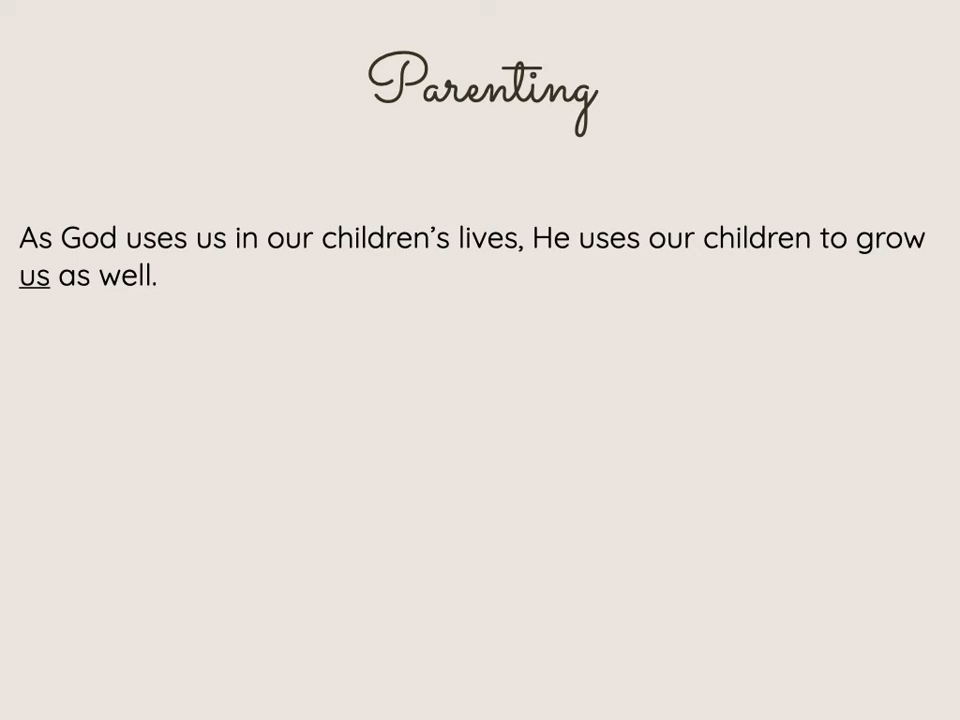 Parenting
As God uses us in our children’s lives, He uses our children to grow
us as well.